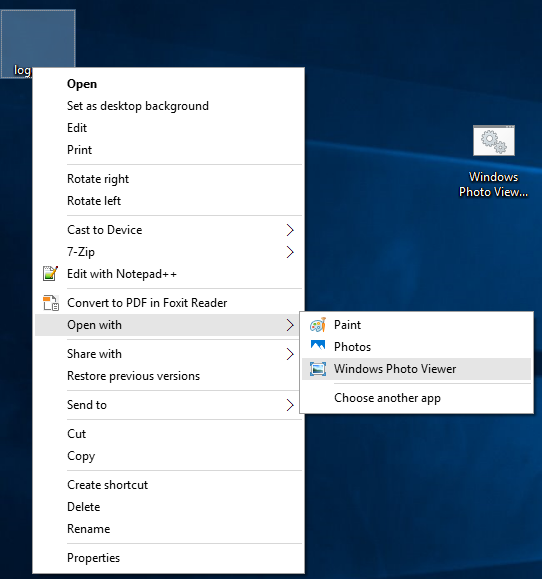 log
Open
Set as desktop background
Edit
Print
Rotate right
Rotate left
Cast to Device
7-Zip
Edit with Notepad++
Convert to PDF in Foxit Reader
Open with
Share with
Restore previous versions
Send to
Cut
Copy
Create shortcut
Delete
Rename
Properties
Paint
Photos
Windows Photo Viewer
Choose another app
Windows
Photo View...